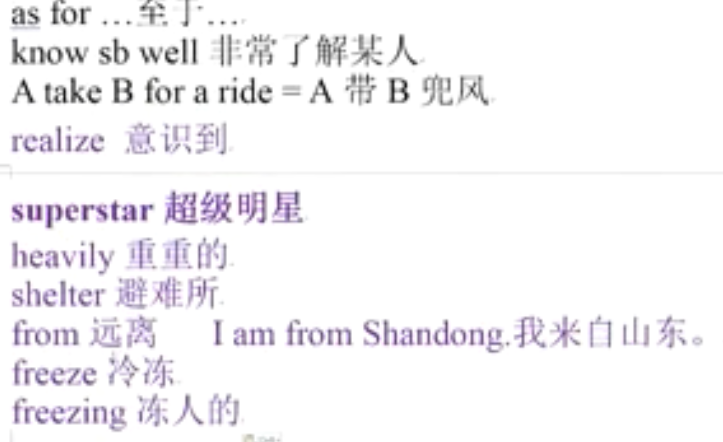 as for …至于…
know sb well 非常了解某人
A take B for a ride = A 带 B 兜风
realize 意识到
superstar 超级明星
heavily 重重的
shelter 避难所
from 远离 I am from Shandong.我来自山东。
freeze 冷冻
freezing 冻人的